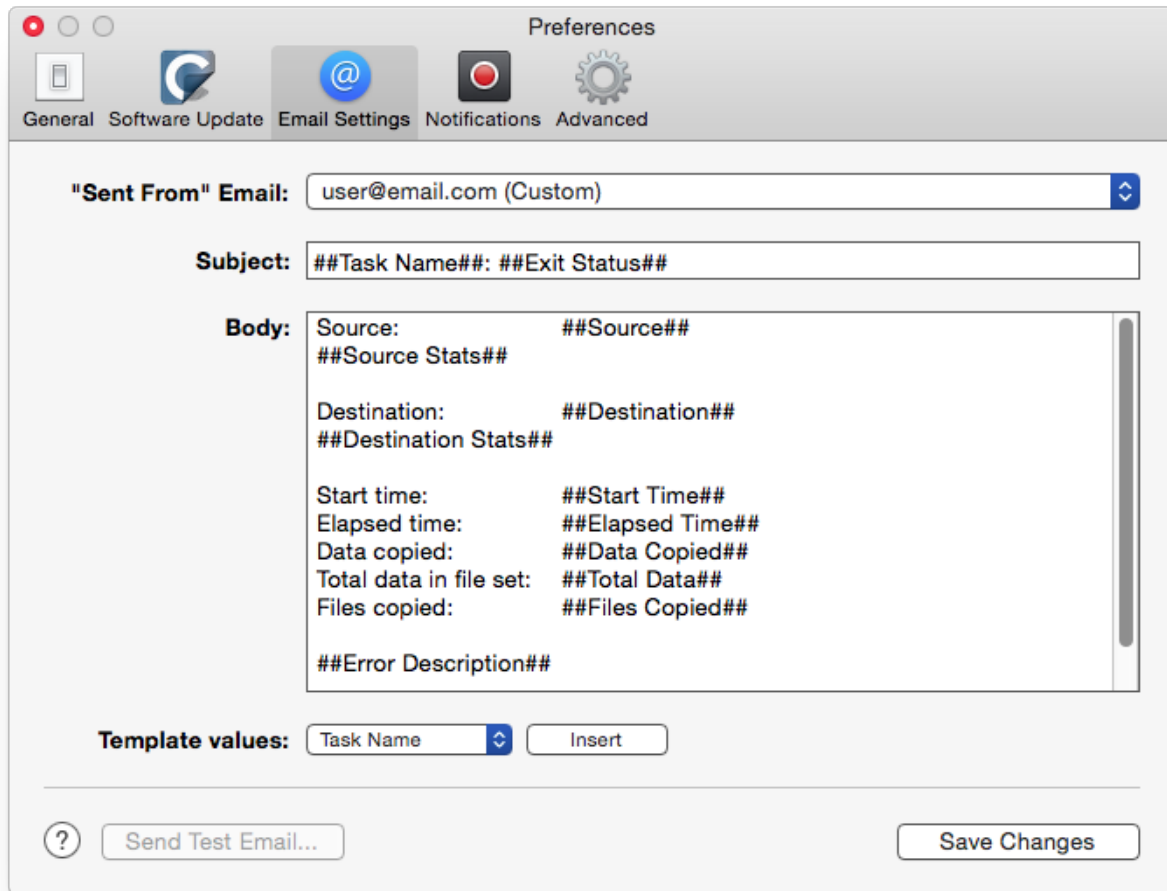 Preferences
General Software Update Email Settings Notifications Advanced
"Sent From" Email: user@email.com (Custom)
Subject: ##Task Name##: ##Exit Status##
Body: Source: ##Source##
##Source Stats##
Destination: ##Destination##
##Destination Stats##
Start time: ##Start Time##
Elapsed time: ##Elapsed Time##
Data copied: ##Data Copied##
Total data in file set: ##Total Data##
Files copied: ##Files Copied##
##Error Description##
Template values: Task Name Insert
? Send Test Email... Save Changes